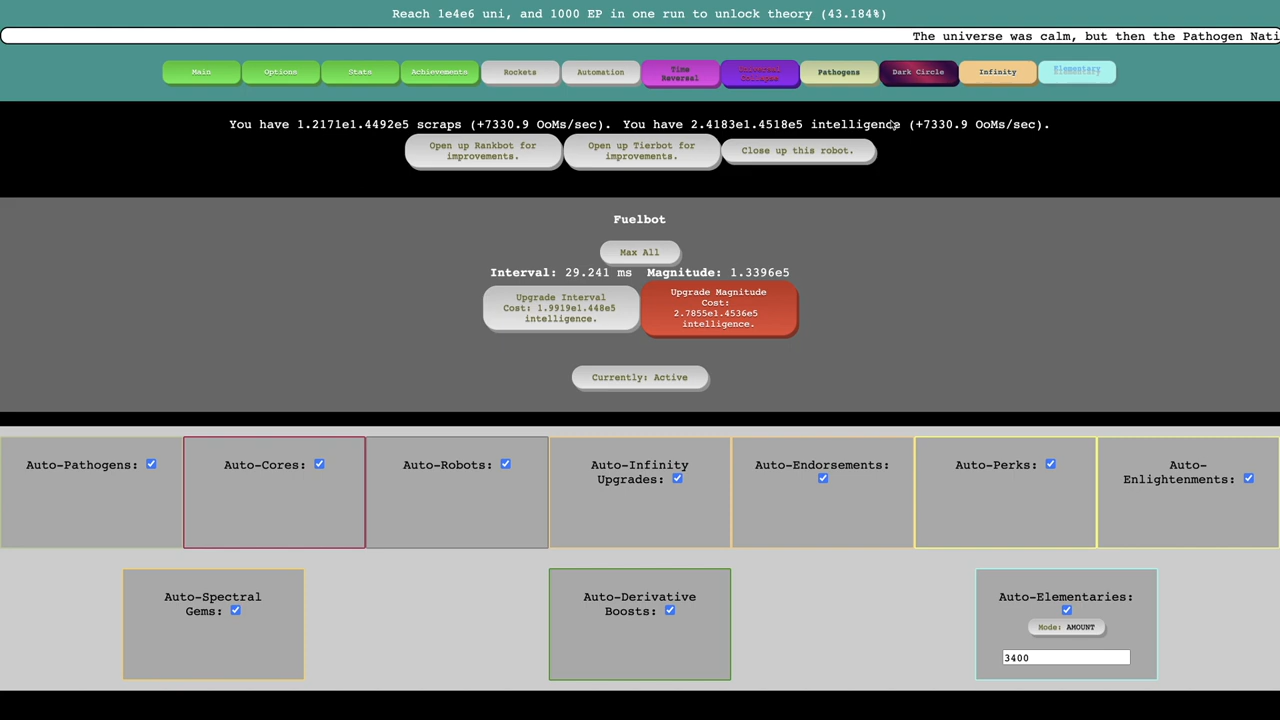 Reach 1e4e6 uni, and 1000 EP in one run to unlock theory (43.184%)
The universe was calm, but then the Pathogen Nati
Main
Options
Stats
Achievements
Rockets
Automation
Time
Reversal
Universal
Collapse
Pathogens
Dark Circle
Infinity
Elementary
You have 1.2171e1.4492e5 scraps (+7330.9 OoMs/sec). You have 2.4183e1.4518e5 intelligence (+7330.9 OoMs/sec).
Open up Rankbot for
improvements.
Open up Tierbot for
improvements.
Close up this robot.
Fuelbot
Max All
Interval: 29.241 ms Magnitude: 1.3396e5
Upgrade Interval
Cost: 1.9919e1.448e5
intelligence.
Upgrade Magnitude
Cost:
2.7855e1.4536e5
intelligence.
Currently: Active
Auto-Pathogens:
Auto-Cores:
Auto-Robots:
Auto-Infinity
Upgrades:
Auto-Endorsements:
Auto-Perks:
Auto-
Enlightenments:
Auto-Spectral
Gems:
Auto-Derivative
Boosts:
Auto-Elementaries:
Mode: AMOUNT
3400